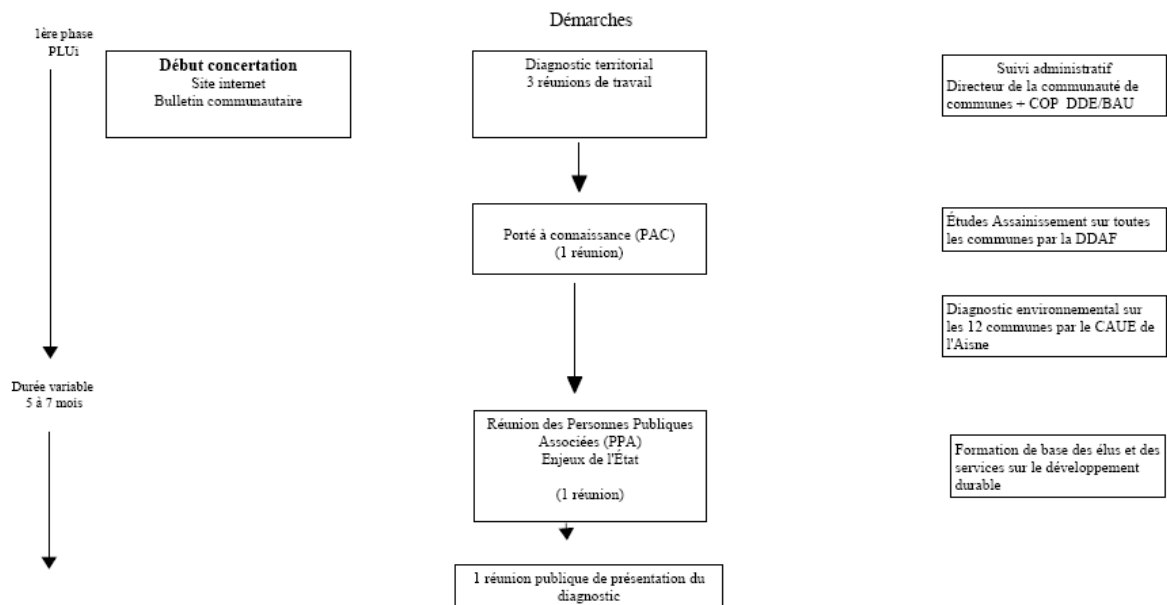 Démarches
1ère phase
PLUi
Début concertation
Site internet
Bulletin communautaire
Diagnostic territorial
3 réunions de travail
Suivi administratif
Directeur de la communauté de
communes + COP DDE/BAU
Porté à connaissance (PAC)
(1 réunion)
Études Assainissement sur toutes
les communes par la DDAF
Diagnostic environnemental sur
les 12 communes par le CAUE de
l'Aisne
Durée variable
5 à 7 mois
Réunion des Personnes Publiques
Associées (PPA)
Enjeux de l'État
(1 réunion)
Formation de base des élus et des
services sur le développement
durable
1 réunion publique de présentation du
diagnostic